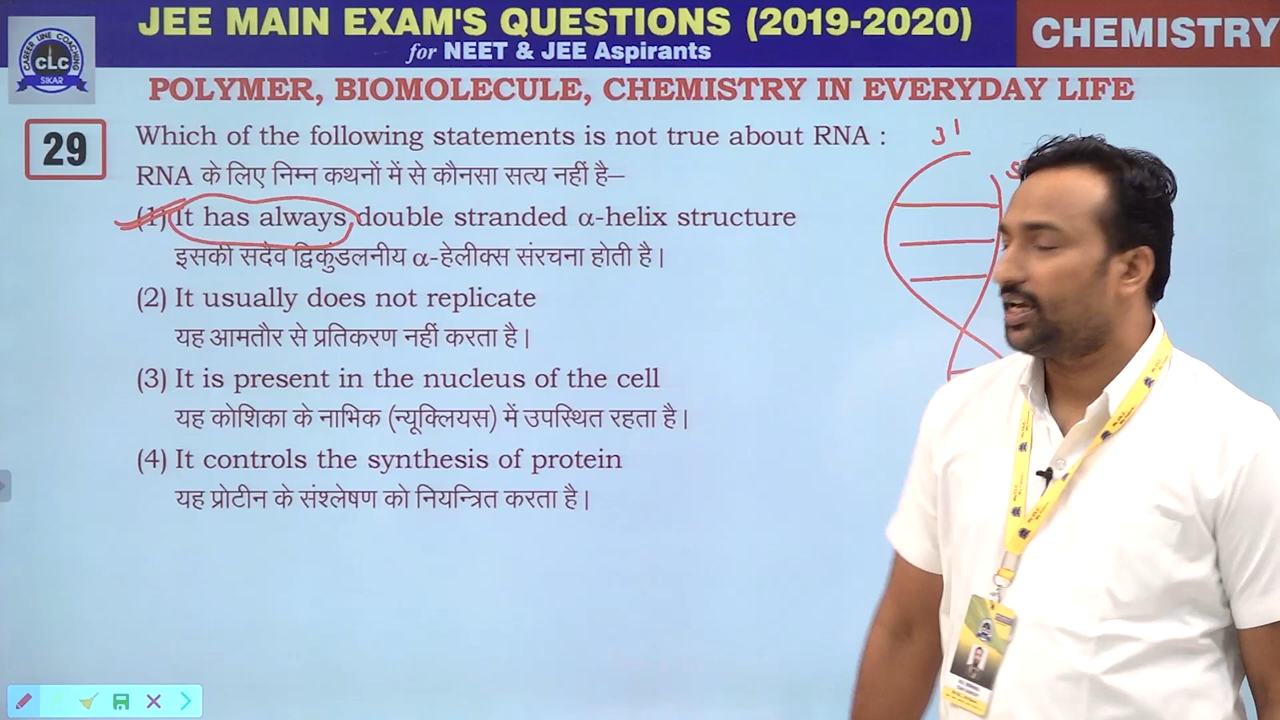 JEE MAIN EXAM'S QUESTIONS (2019-2020)
for NEET & JEE Aspirants
CHEMISTRY
CAREER LINE COACHING
CLC
SIKAR
POLYMER, BIOMOLECULE, CHEMISTRY IN EVERYDAY LIFE
29
Which of the following statements is not true about RNA :
RNA के लिए निम्न कथनों में से कौनसा सत्य नहीं है–
(1) It has always double stranded α-helix structure
इसकी सदैव द्विकुंडलनीय α-हेलीक्स संरचना होती है।
(2) It usually does not replicate
यह आमतौर से प्रतिकरण नहीं करता है।
(3) It is present in the nucleus of the cell
यह कोशिका के नाभिक (न्यूक्लियस) में उपस्थित रहता है।
(4) It controls the synthesis of protein
यह प्रोटीन के संश्लेषण को नियन्त्रित करता है।
3'